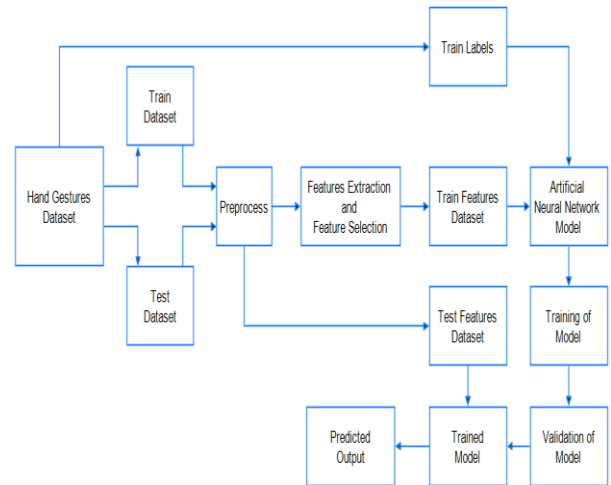 Train Labels
Train
Dataset
Hand Gestures
Dataset
Preprocess
Features Extraction
and
Feature Selection
Train Features
Dataset
Artificial
Neural Network
Model
Test
Dataset
Test Features
Dataset
Training of
Model
Predicted
Output
Trained
Model
Validation of
Model